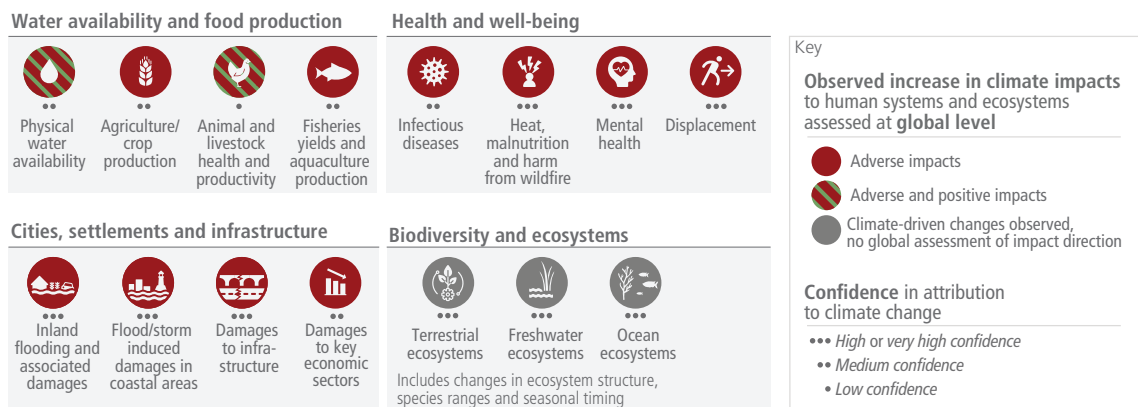 Water availability and food production
Physical
water
availability
Agriculture/
crop
production
Animal and
livestock
health and
productivity
Fisheries
yields and
aquaculture
production
Health and well-being
Infectious
diseases
Heat,
malnutrition
and harm
from wildfire
Mental
health
Displacement
Cities, settlements and infrastructure
Inland
flooding and
associated
damages
Flood/storm
induced
damages in
coastal areas
Damages
to infra-
structure
Damages
to key
economic
sectors
Biodiversity and ecosystems
Terrestrial
ecosystems
Freshwater
ecosystems
Ocean
ecosystems
Includes changes in ecosystem structure,
species ranges and seasonal timing
Key
Observed increase in climate impacts
to human systems and ecosystems
assessed at global level
Adverse impacts
Adverse and positive impacts
Climate-driven changes observed,
no global assessment of impact direction
Confidence in attribution
to climate change
••• High or very high confidence
•• Medium confidence
• Low confidence